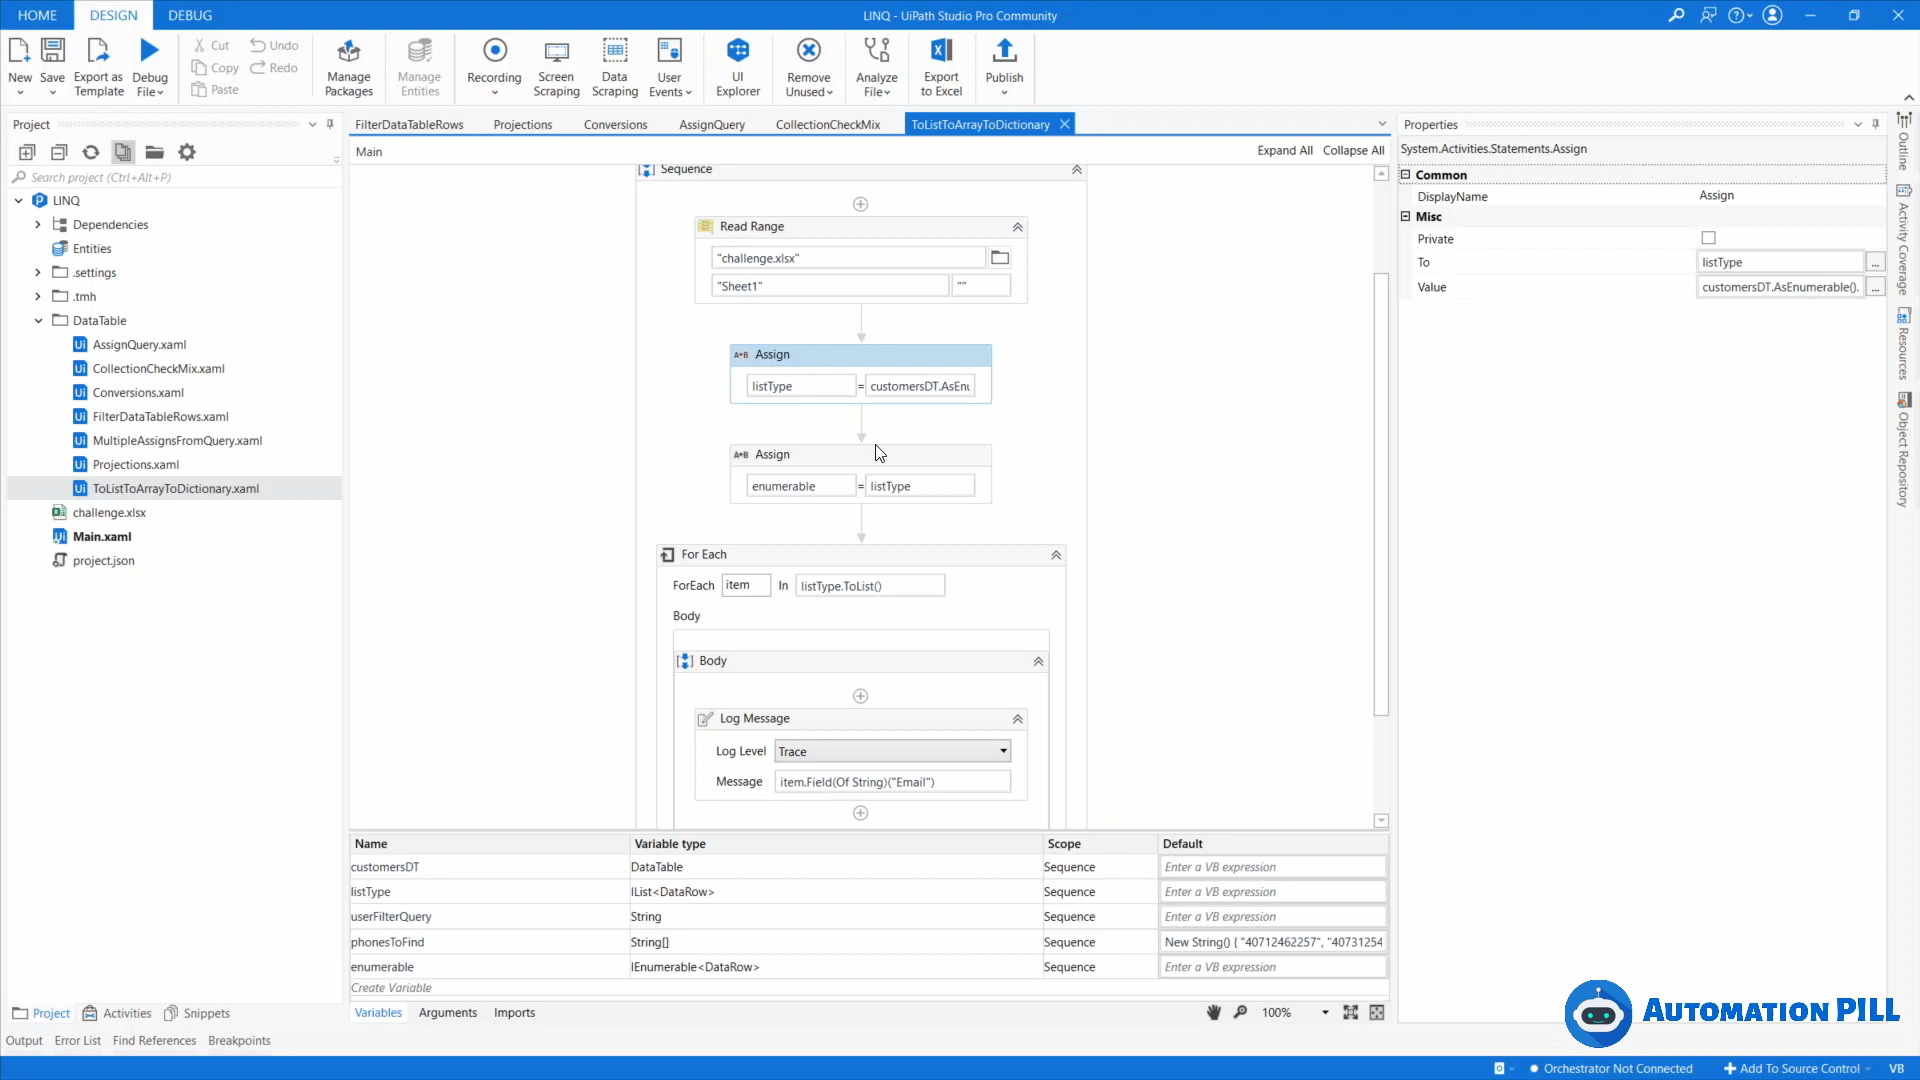 HOME DESIGN DEBUG
LINQ - UiPath Studio Pro Community
New
Save
Export as
Template
Debug
File
Cut
Copy
Paste
Undo
Redo
Manage
Packages
Manage
Entities
Recording
Screen
Scraping
Data
Scraping
User
Events
UI
Explorer
Remove
Unused
Analyze
File
Export
to Excel
Publish
Project
Search project (Ctrl+Alt+P)
LINQ
Dependencies
Entities
.settings
.tmh
DataTable
AssignQuery.xaml
CollectionCheckMix.xaml
Conversions.xaml
FilterDataTableRows.xaml
MultipleAssignsFromQuery.xaml
Projections.xaml
ToListToArrayToDictionary.xaml
challenge.xlsx
Main.xaml
project.json
Project Activities Snippets
FilterDataTableRows Projections Conversions AssignQuery CollectionCheckMix ToListToArrayToDictionary
Main
Expand All Collapse All
Sequence
Read Range
"challenge.xlsx"
"Sheet1" ""
A+B Assign
listType = customersDT.AsEnu
A+B Assign
enumerable = listType
For Each
ForEach item In listType.ToList()
Body
Body
Log Message
Log Level Trace
Message item.Field(Of String)("Email")
Name Variable type Scope Default
customersDT DataTable Sequence Enter a VB expression
listType IList<DataRow> Sequence Enter a VB expression
userFilterQuery String Sequence Enter a VB expression
phonesToFind String[] Sequence New String() { "40712462257", "40731254
enumerable IEnumerable<DataRow> Sequence Enter a VB expression
Create Variable
Variables Arguments Imports
100%
Properties
System.Activities.Statements.Assign
Common
DisplayName Assign
Misc
Private
To listType ...
Value customersDT.AsEnumerable(). ...
Outline
Activity Coverage
Resources
Object Repository
AUTOMATION PILL
Output Error List Find References Breakpoints
Orchestrator Not Connected Add To Source Control VB